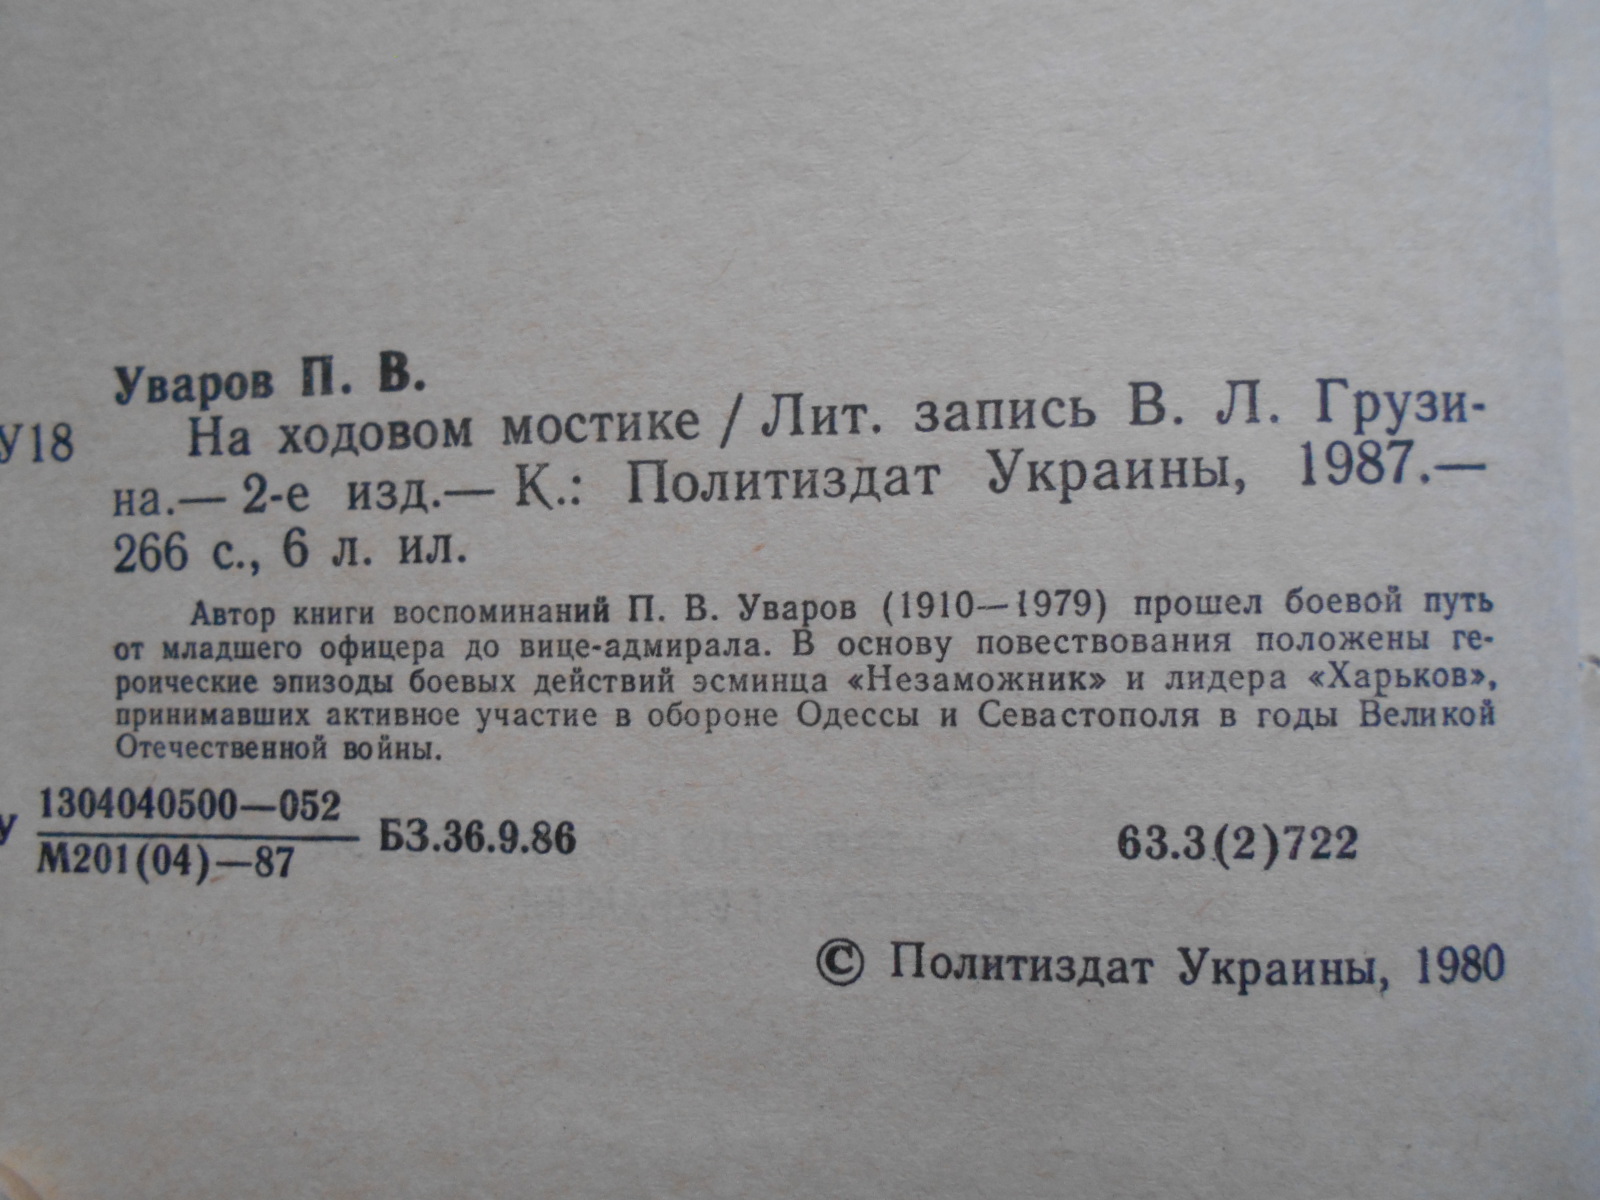 Уваров П. В.
У18 На ходовом мостике / Лит. запись В. Л. Грузи-
на.— 2-е изд.— К.: Политиздат Украины, 1987.—
266 с., 6 л. ил.
Автор книги воспоминаний П. В. Уваров (1910—1979) прошел боевой путь
от младшего офицера до вице-адмирала. В основу повествования положены ге-
роические эпизоды боевых действий эсминца «Незаможник» и лидера «Харьков»,
принимавших активное участие в обороне Одессы и Севастополя в годы Великой
Отечественной войны.
1304040500—052
У БЗ.36.9.86 63.3(2)722
М201(04)—87
© Политиздат Украины, 1980